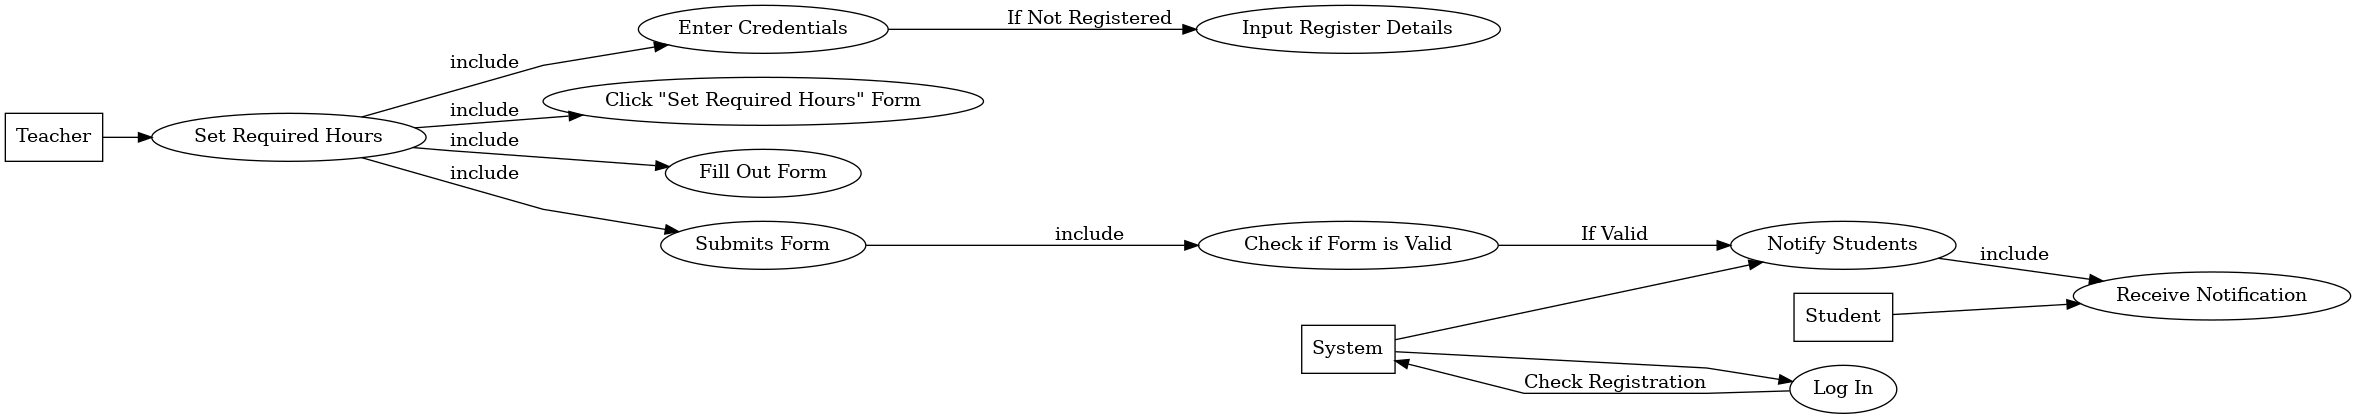 Teacher
Set Required Hours
include
include
include
include
Enter Credentials
If Not Registered
Input Register Details
Click "Set Required Hours" Form
Fill Out Form
Submits Form
include
Check if Form is Valid
If Valid
Notify Students
include
Receive Notification
Student
System
Check Registration
Log In